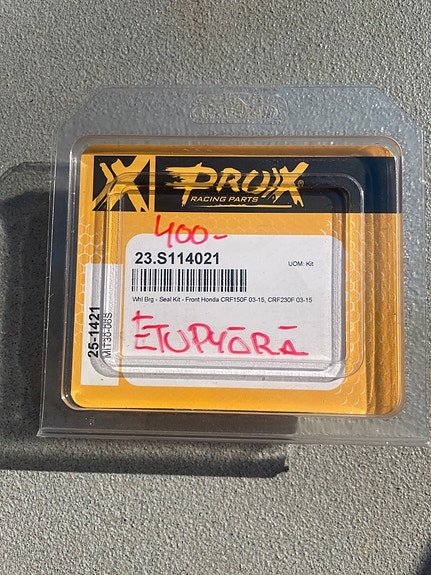 PROX
RACING PARTS
400-
23.S114021
UOM: Kit
Whl Brg - Seal Kit - Front Honda CRF150F 03-15, CRF230F 03-15
+
ETUPYÖRÄ
25-1421
MIT30-06S